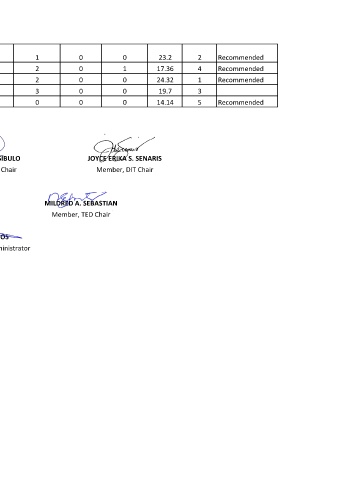 1 0 0 23.2 2 Recommended
2 0 1 17.36 4 Recommended
2 0 0 24.32 1 Recommended
3 0 0 19.7 3
0 0 0 14.14 5 Recommended
SIBULO JOYCE ERIKA S. SENARIS
Chair Member, DIT Chair
MILDRED A. SEBASTIAN
Member, TED Chair
OS
ministrator